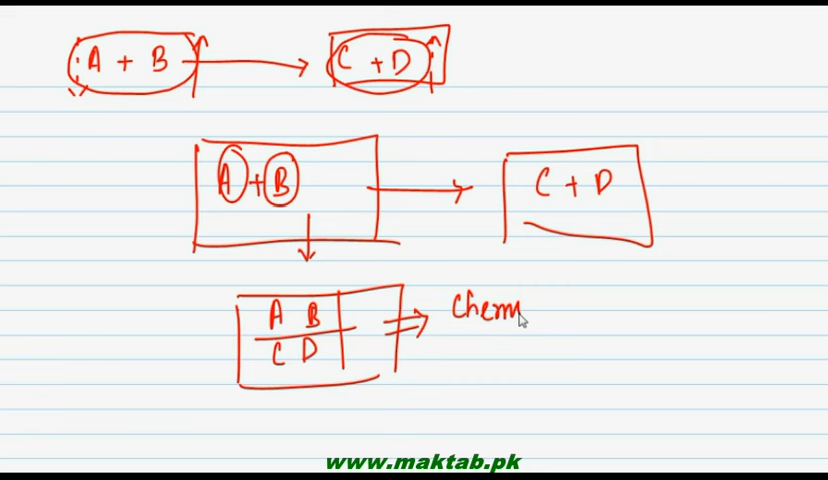 A + B → C + D
A + B → C + D
A B ⇒ Chem
C D
www.maktab.pk